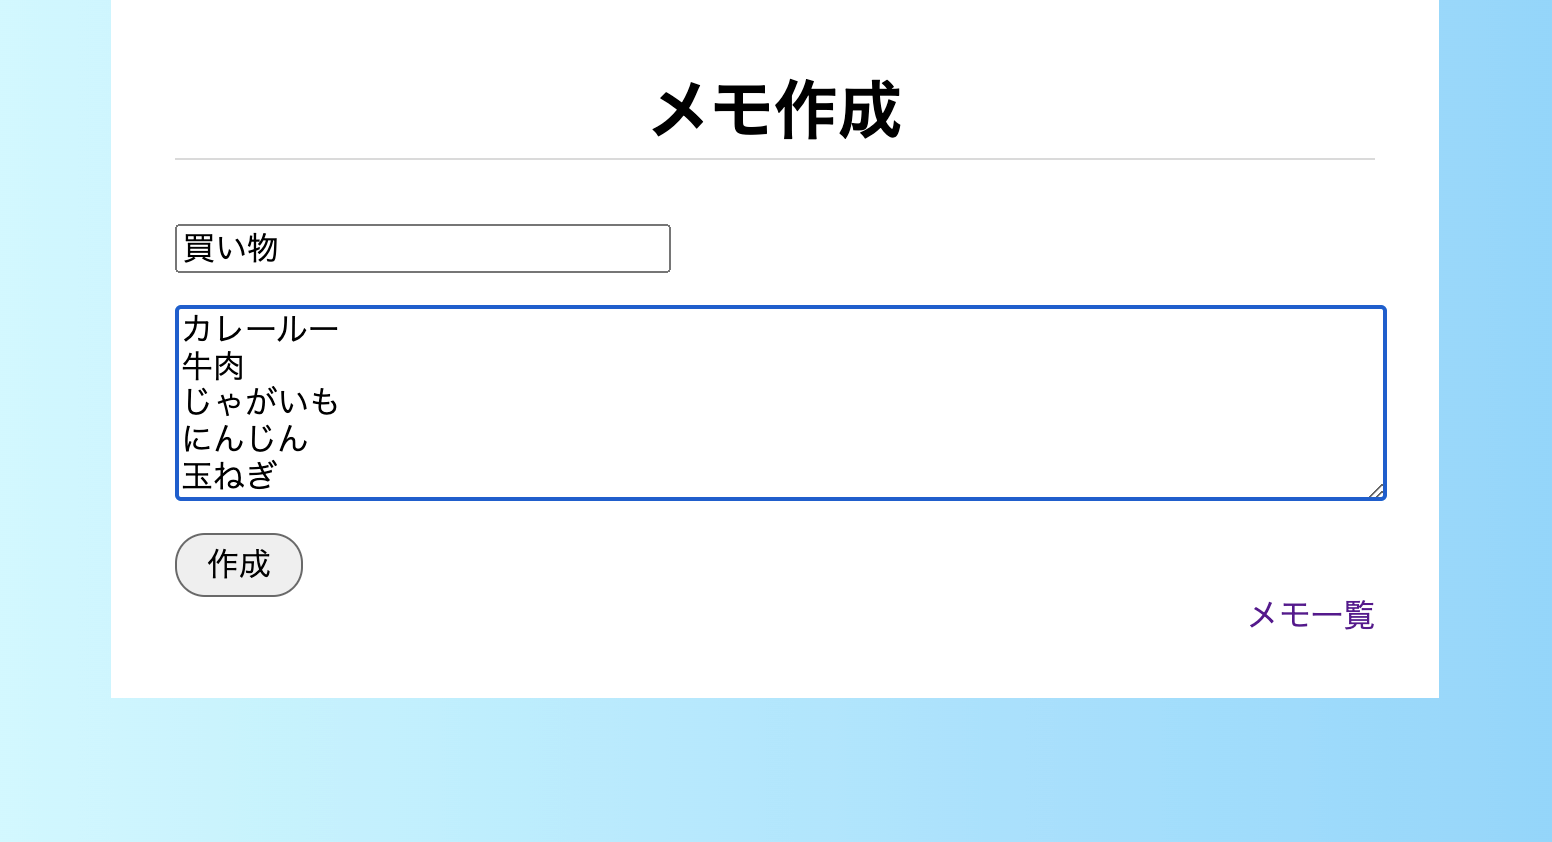 メモ作成
買い物
カレールー
牛肉
じゃがいも
にんじん
玉ねぎ
作成
メモ一覧